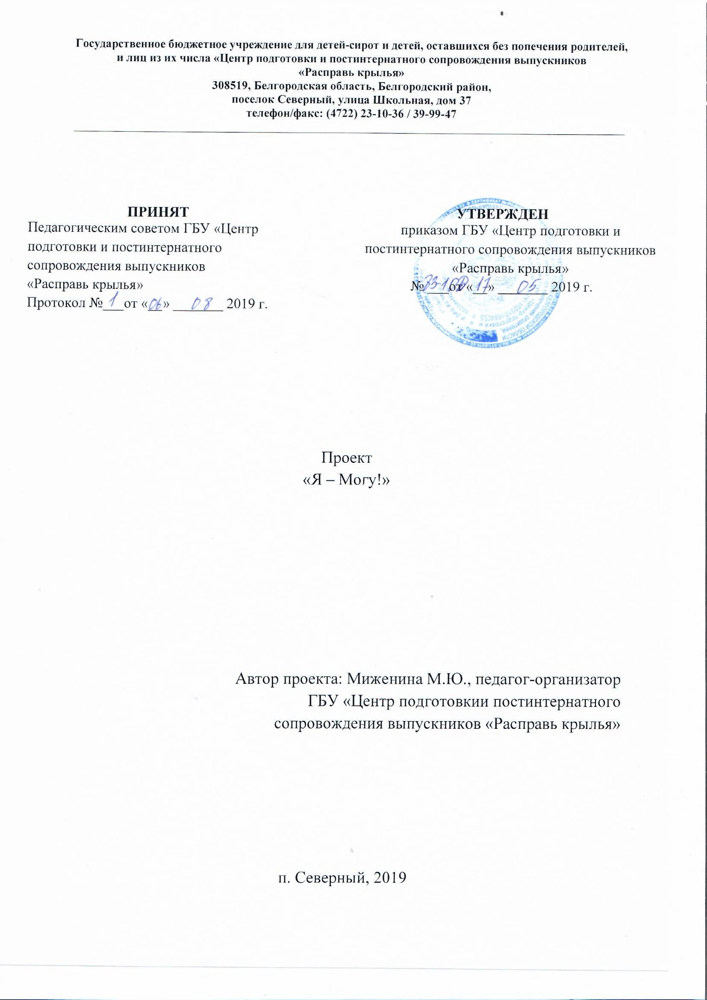 Государственное бюджетное учреждение для детей-сирот и детей, оставшихся без попечения родителей,
и лиц из их числа «Центр подготовки и постинтернатного сопровождения выпускников
«Расправь крылья»
308519, Белгородская область, Белгородский район,
поселок Северный, улица Школьная, дом 37
телефон/факс: (4722) 23-10-36 / 39-99-47
ПРИНЯТ
Педагогическим советом ГБУ «Центр
подготовки и постинтернатного
сопровождения выпускников
«Расправь крылья»
Протокол № 1 от «06» 08 2019 г.
УТВЕРЖДЕН
приказом ГБУ «Центр подготовки и
постинтернатного сопровождения выпускников
«Расправь крылья»
№ от «17» 05 2019 г.
Проект
«Я – Могу!»
Автор проекта: Миженина М.Ю., педагог-организатор
ГБУ «Центр подготовкии постинтернатного
сопровождения выпускников «Расправь крылья»
п. Северный, 2019